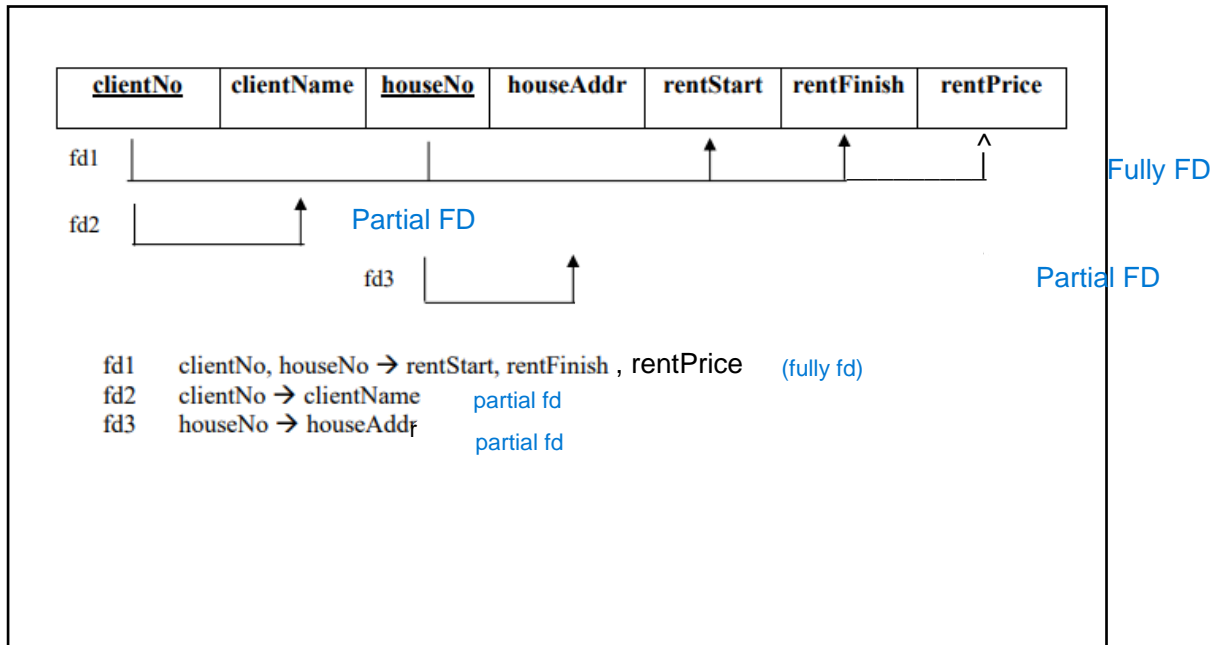 clientNo clientName houseNo houseAddr rentStart rentFinish rentPrice
fd1
Fully FD
fd2 Partial FD
fd3 Partial FD
fd1 clientNo, houseNo → rentStart, rentFinish , rentPrice (fully fd)
fd2 clientNo → clientName partial fd
fd3 houseNo → houseAddr partial fd